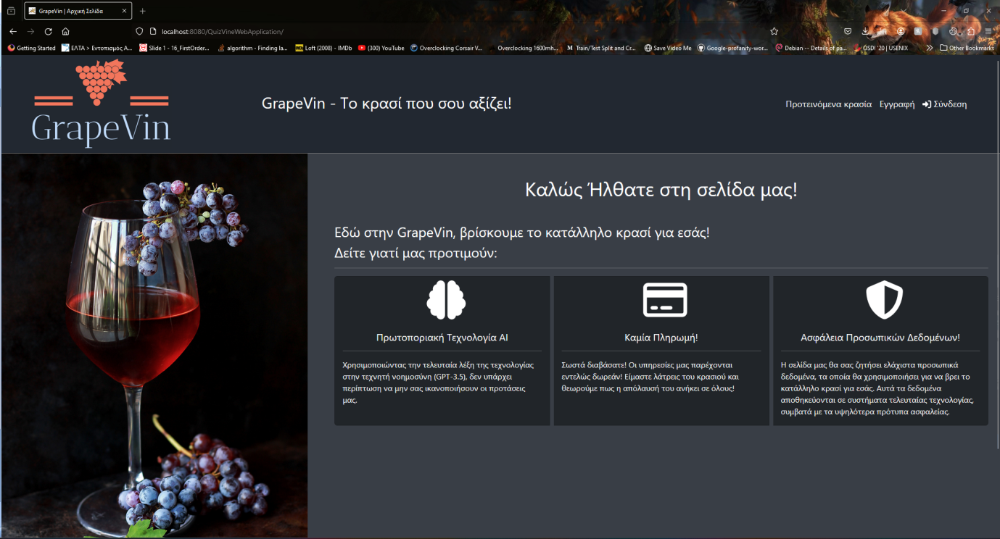 GrapeVin | Αρχική Σελίδα
localhost:8080/QuizVineWebApplication/
Getting Started
ΕΛΤΑ > Εντοπισμός Α...
Slide 1 - 16_FirstOrder...
algorithm - Finding la...
Loft (2008) - IMDb
(300) YouTube
Overclocking Corsair V...
Overclocking 1600mh...
Train/Test Split and Cr...
Save Video Me
Google-profanity-wor...
Debian -- Details of pa...
OSDI '20 | USENIX
Other Bookmarks
GrapeVin
GrapeVin - Το κρασί που σου αξίζει!
Προτεινόμενα κρασία
Εγγραφή
Σύνδεση
Καλώς Ήλθατε στη σελίδα μας!
Εδώ στην GrapeVin, βρίσκουμε το κατάλληλο κρασί για εσάς!
Δείτε γιατί μας προτιμούν:
Πρωτοποριακή Τεχνολογία AI
Χρησιμοποιώντας την τελευταία λέξη της τεχνολογίας
στην τεχνητή νοημοσύνη (GPT-3.5), δεν υπάρχει
περίπτωση να μην σας ικανοποιήσουν οι προτάσεις
μας.
Καμία Πληρωμή!
Σωστά διαβάσατε! Οι υπηρεσίες μας παρέχονται
εντελώς δωρεάν! Είμαστε λάτρεις του κρασιού και
θεωρούμε πως η απόλαυσή του ανήκει σε όλους!
Ασφάλεια Προσωπικών Δεδομένων!
Η σελίδα μας θα σας ζητήσει ελάχιστα προσωπικά
δεδομένα, τα οποία θα χρησιμοποιήσει για να βρει το
κατάλληλο κρασί για εσάς. Αυτά τα δεδομένα
αποθηκεύονται σε συστήματα τελευταίας τεχνολογίας,
συμβατά με τα υψηλότερα πρότυπα ασφαλείας.